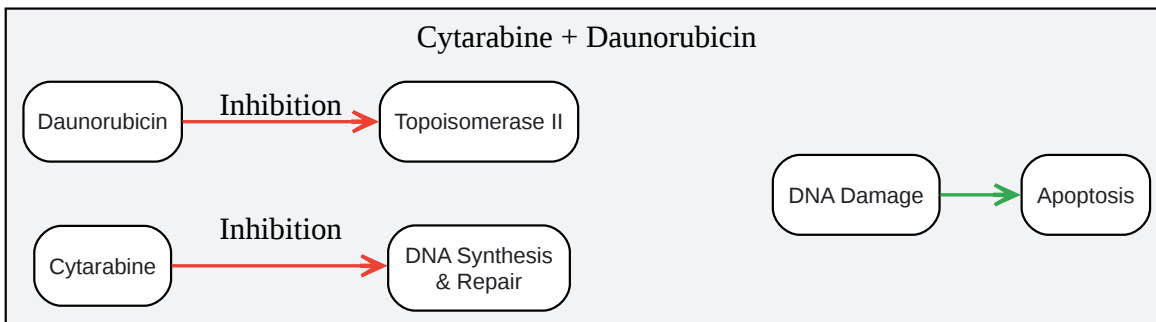 Cytarabine + Daunorubicin
Daunorubicin
Inhibition
Topoisomerase II
DNA Damage
Apoptosis
Cytarabine
Inhibition
DNA Synthesis
& Repair